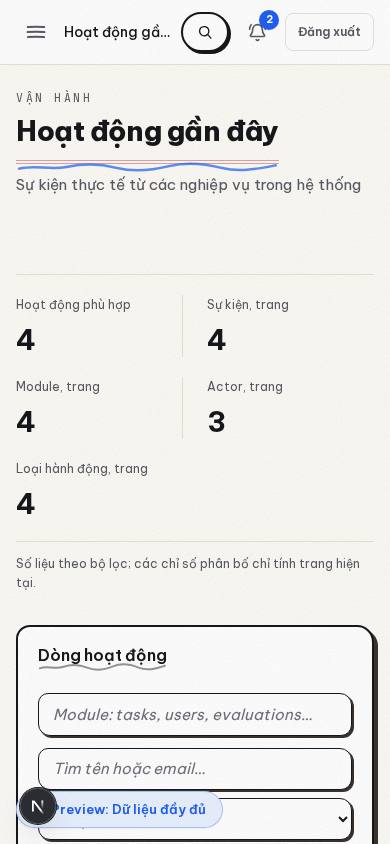 Hoạt động gầ...
2
Đăng xuất
VẬN HÀNH
Hoạt động gần đây
Sự kiện thực tế từ các nghiệp vụ trong hệ thống
Hoạt động phù hợp
4
Sự kiện, trang
4
Module, trang
4
Actor, trang
3
Loại hành động, trang
4
Số liệu theo bộ lọc; các chỉ số phân bố chỉ tính trang hiện
tại.
Dòng hoạt động
Module: tasks, users, evaluations...
Tìm tên hoặc email...
N
Preview: Dữ liệu đầy đủ